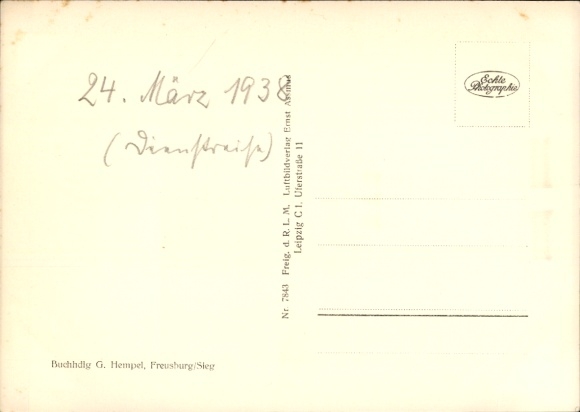 24. März 1938
(Dienstreise)
Echte
Photographie
Nr. 7843 Freig. d. R. L. M. Luftbildverlag Ernst Assmus
Leipzig C 1. Uferstraße 11
Buchhdlg G. Hempel, Freusburg/Sieg